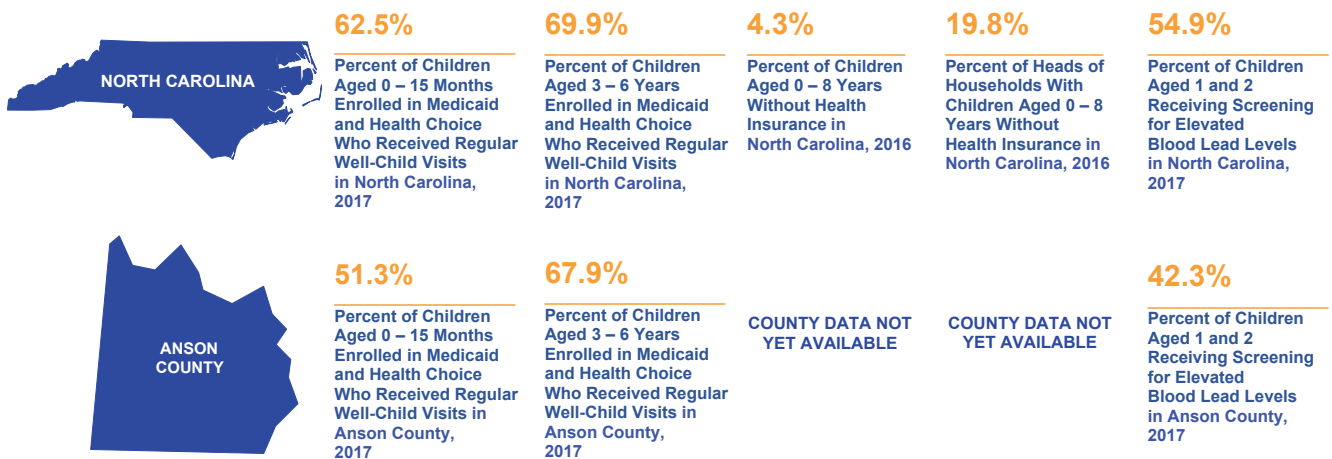 NORTH CAROLINA
62.5%
Percent of Children
Aged 0 – 15 Months
Enrolled in Medicaid
and Health Choice
Who Received Regular
Well-Child Visits
in North Carolina,
2017
69.9%
Percent of Children
Aged 3 – 6 Years
Enrolled in Medicaid
and Health Choice
Who Received Regular
Well-Child Visits
in North Carolina,
2017
4.3%
Percent of Children
Aged 0 – 8 Years
Without Health
Insurance in
North Carolina, 2016
19.8%
Percent of Heads of
Households With
Children Aged 0 – 8
Years Without
Health Insurance in
North Carolina, 2016
54.9%
Percent of Children
Aged 1 and 2
Receiving Screening
for Elevated
Blood Lead Levels
in North Carolina,
2017
ANSON
COUNTY
51.3%
Percent of Children
Aged 0 – 15 Months
Enrolled in Medicaid
and Health Choice
Who Received Regular
Well-Child Visits in
Anson County,
2017
67.9%
Percent of Children
Aged 3 – 6 Years
Enrolled in Medicaid
and Health Choice
Who Received Regular
Well-Child Visits in
Anson County,
2017
COUNTY DATA NOT
YET AVAILABLE
COUNTY DATA NOT
YET AVAILABLE
42.3%
Percent of Children
Aged 1 and 2
Receiving Screening
for Elevated
Blood Lead Levels
in Anson County,
2017